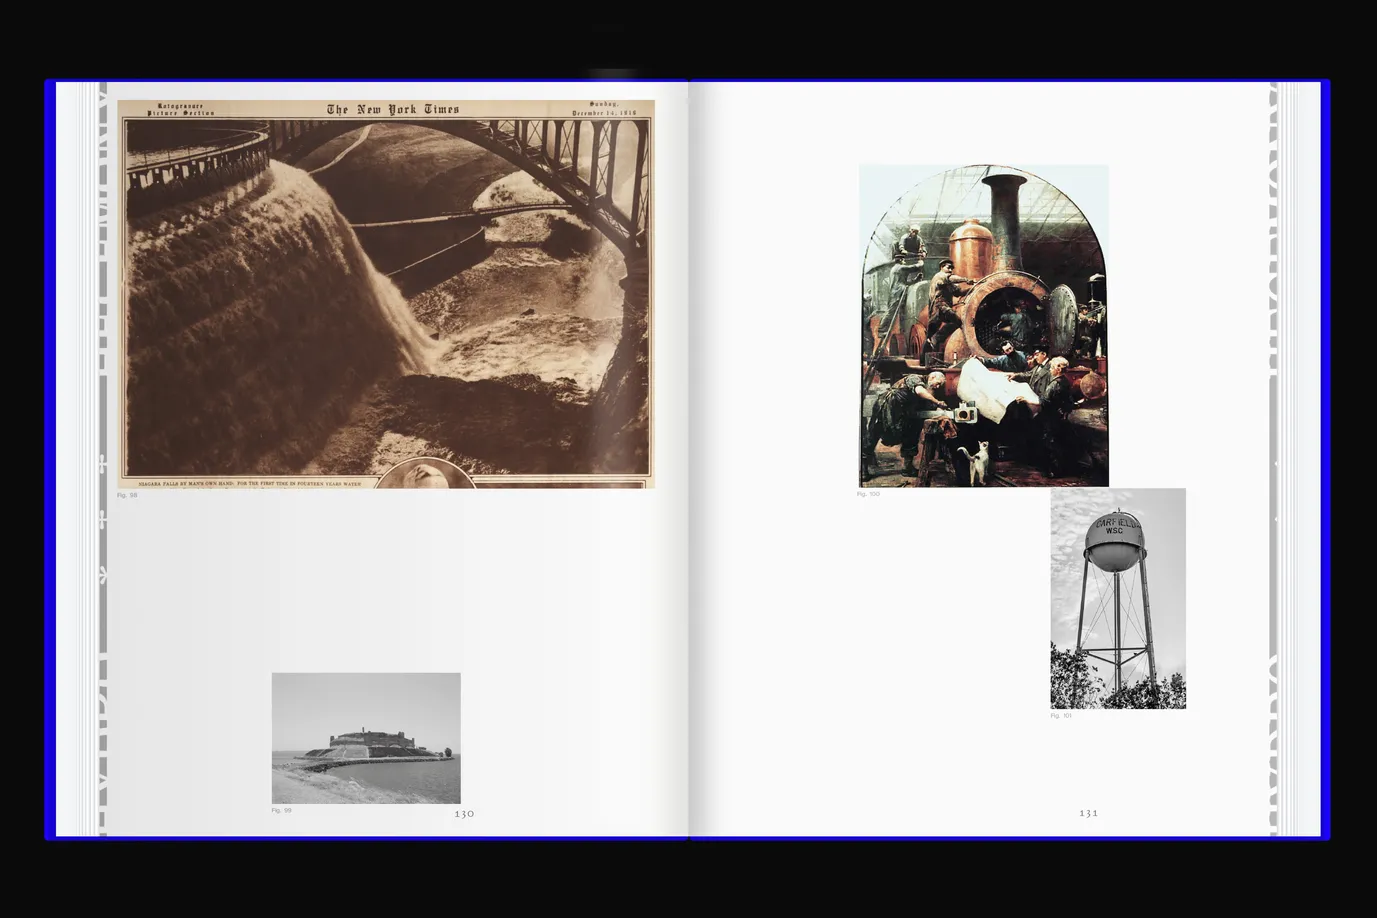 Rotogravure
Picture Section
The New York Times
Sunday,
December 14, 1919
NIAGARA FALLS BY MAN'S OWN HAND: FOR THE FIRST TIME IN FOURTEEN YEARS WATER
Fig. 98
Fig. 99
130
Fig. 100
GARFIELD
W.S.C
Fig. 101
131